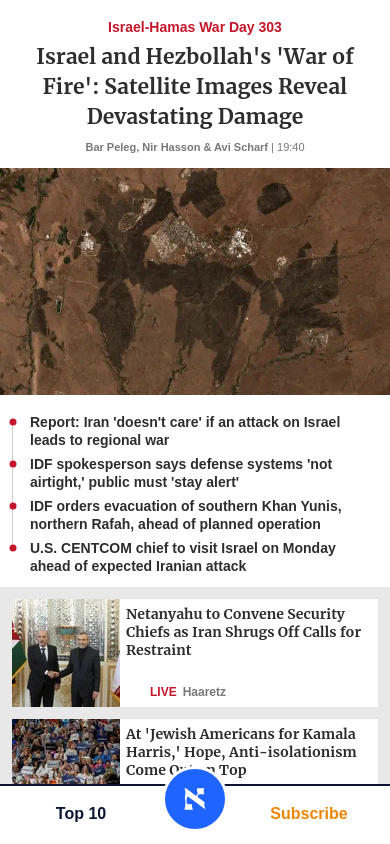 Israel-Hamas War Day 303
Israel and Hezbollah's 'War of
Fire': Satellite Images Reveal
Devastating Damage
Bar Peleg, Nir Hasson & Avi Scharf | 19:40
Report: Iran 'doesn't care' if an attack on Israel
leads to regional war
IDF spokesperson says defense systems 'not
airtight,' public must 'stay alert'
IDF orders evacuation of southern Khan Yunis,
northern Rafah, ahead of planned operation
U.S. CENTCOM chief to visit Israel on Monday
ahead of expected Iranian attack
Netanyahu to Convene Security
Chiefs as Iran Shrugs Off Calls for
Restraint
LIVE Haaretz
At 'Jewish Americans for Kamala
Harris,' Hope, Anti-isolationism
Come Out on Top
Top 10
Subscribe